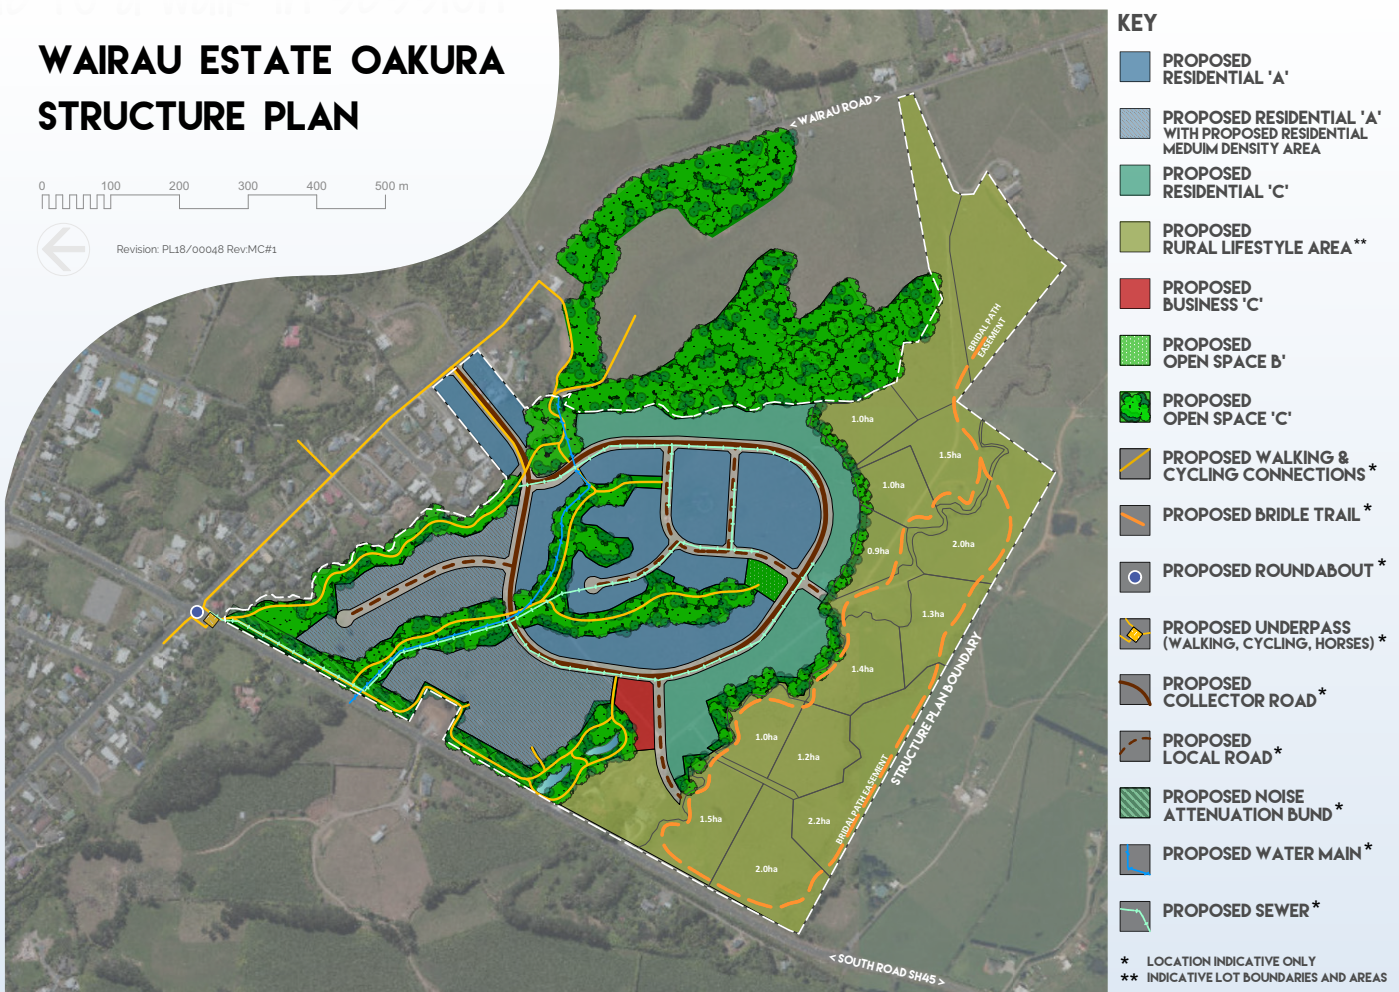 WAIRAU ESTATE OAKURA
STRUCTURE PLAN
0 100 200 300 400 500 m
Revision: PL18/00048 Rev:MC#1
< WAIRAU ROAD >
BRIDAL PATH
EASEMENT
1.0ha
1.5ha
1.0ha
2.0ha
0.9ha
1.3ha
1.4ha
STRUCTURE PLAN BOUNDARY
1.0ha
1.2ha
BRIDAL PATH EASEMENT
1.5ha
2.2ha
2.0ha
< SOUTH ROAD SH45 >
KEY
PROPOSED
RESIDENTIAL 'A'
PROPOSED RESIDENTIAL 'A'
WITH PROPOSED RESIDENTIAL
MEDUIM DENSITY AREA
PROPOSED
RESIDENTIAL 'C'
PROPOSED
RURAL LIFESTYLE AREA**
PROPOSED
BUSINESS 'C'
PROPOSED
OPEN SPACE B'
PROPOSED
OPEN SPACE 'C'
PROPOSED WALKING &
CYCLING CONNECTIONS*
PROPOSED BRIDLE TRAIL*
PROPOSED ROUNDABOUT*
PROPOSED UNDERPASS
(WALKING, CYCLING, HORSES)*
PROPOSED
COLLECTOR ROAD*
PROPOSED
LOCAL ROAD*
PROPOSED NOISE
ATTENUATION BUND*
PROPOSED WATER MAIN*
PROPOSED SEWER*
* LOCATION INDICATIVE ONLY
** INDICATIVE LOT BOUNDARIES AND AREAS